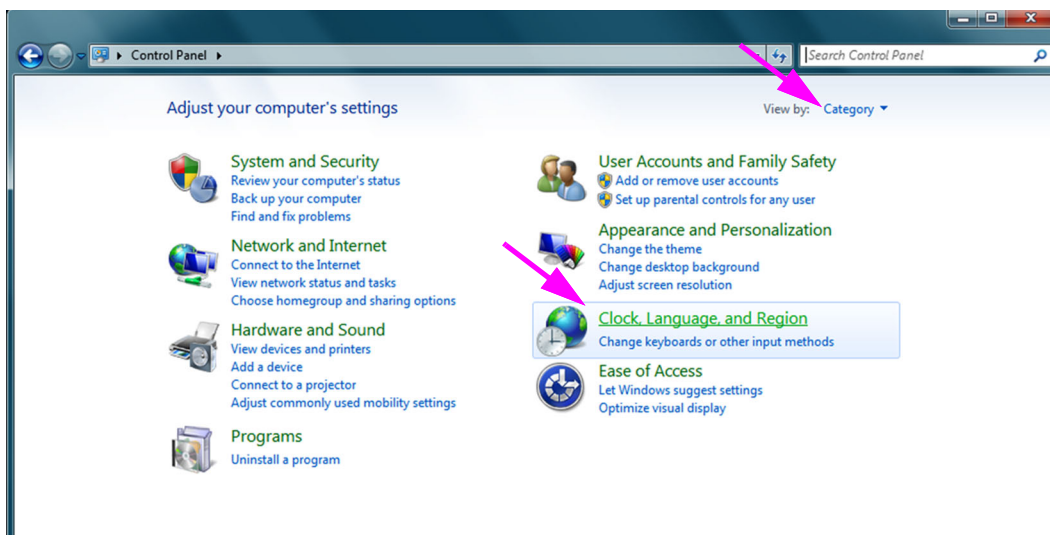 Control Panel
Search Control Panel
Adjust your computer's settings
View by: Category
System and Security
Review your computer's status
Back up your computer
Find and fix problems
Network and Internet
Connect to the Internet
View network status and tasks
Choose homegroup and sharing options
Hardware and Sound
View devices and printers
Add a device
Connect to a projector
Adjust commonly used mobility settings
Programs
Uninstall a program
User Accounts and Family Safety
Add or remove user accounts
Set up parental controls for any user
Appearance and Personalization
Change the theme
Change desktop background
Adjust screen resolution
Clock, Language, and Region
Change keyboards or other input methods
Ease of Access
Let Windows suggest settings
Optimize visual display